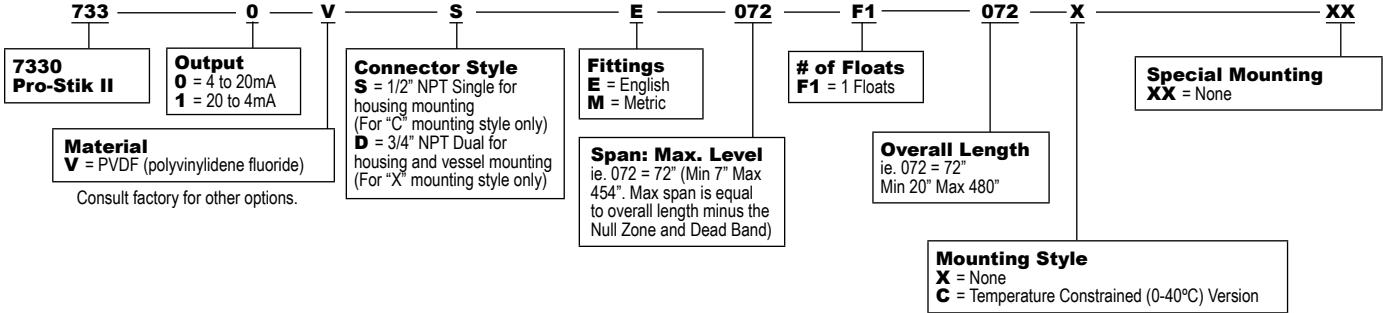 733 0 V S E 072 F1 072 X XX
7330
Pro-Stik II
Output
0 = 4 to 20mA
1 = 20 to 4mA
Material
V = PVDF (polyvinylidene fluoride)
Consult factory for other options.
Connector Style
S = 1/2” NPT Single for
housing mounting
(For “C” mounting style only)
D = 3/4” NPT Dual for
housing and vessel mounting
(For “X” mounting style only)
Fittings
E = English
M = Metric
Span: Max. Level
ie. 072 = 72” (Min 7” Max
454”. Max span is equal
to overall length minus the
Null Zone and Dead Band)
# of Floats
F1 = 1 Floats
Overall Length
ie. 072 = 72”
Min 20” Max 480”
Mounting Style
X = None
C = Temperature Constrained (0-40ºC) Version
Special Mounting
XX = None